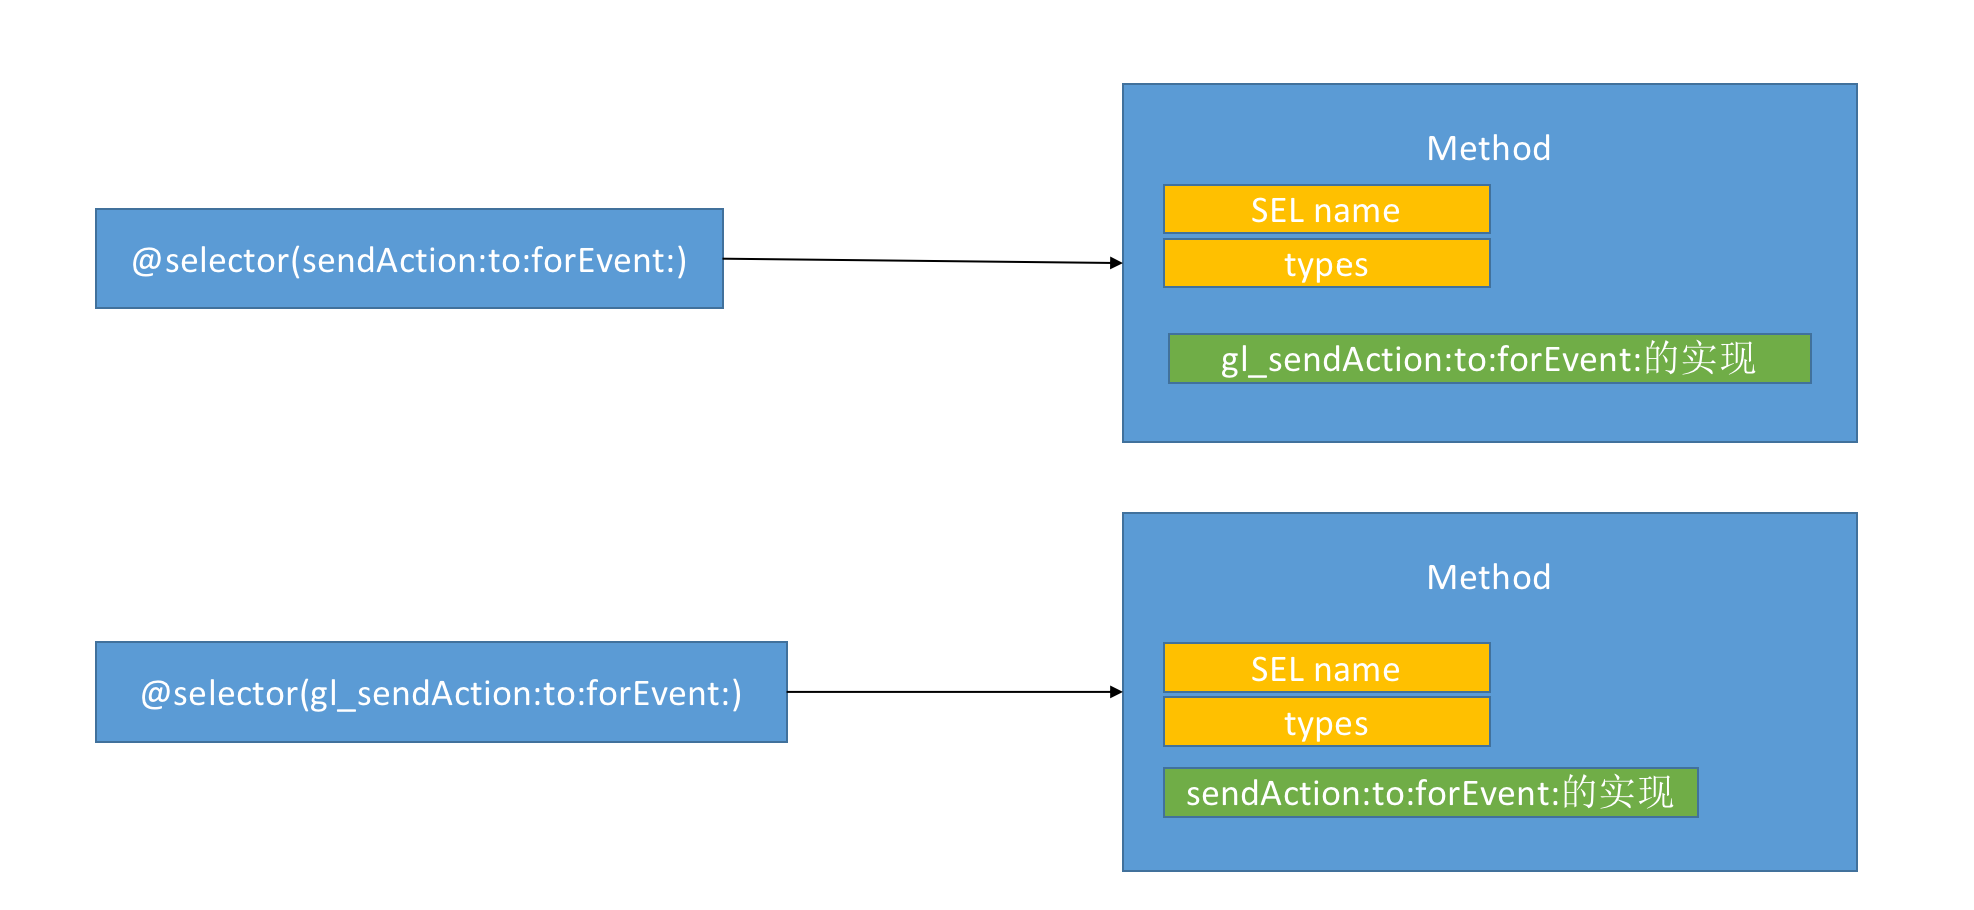 @selector(sendAction:to:forEvent:)
Method
SEL name
types
gl_sendAction:to:forEvent:的实现
@selector(gl_sendAction:to:forEvent:)
Method
SEL name
types
sendAction:to:forEvent:的实现